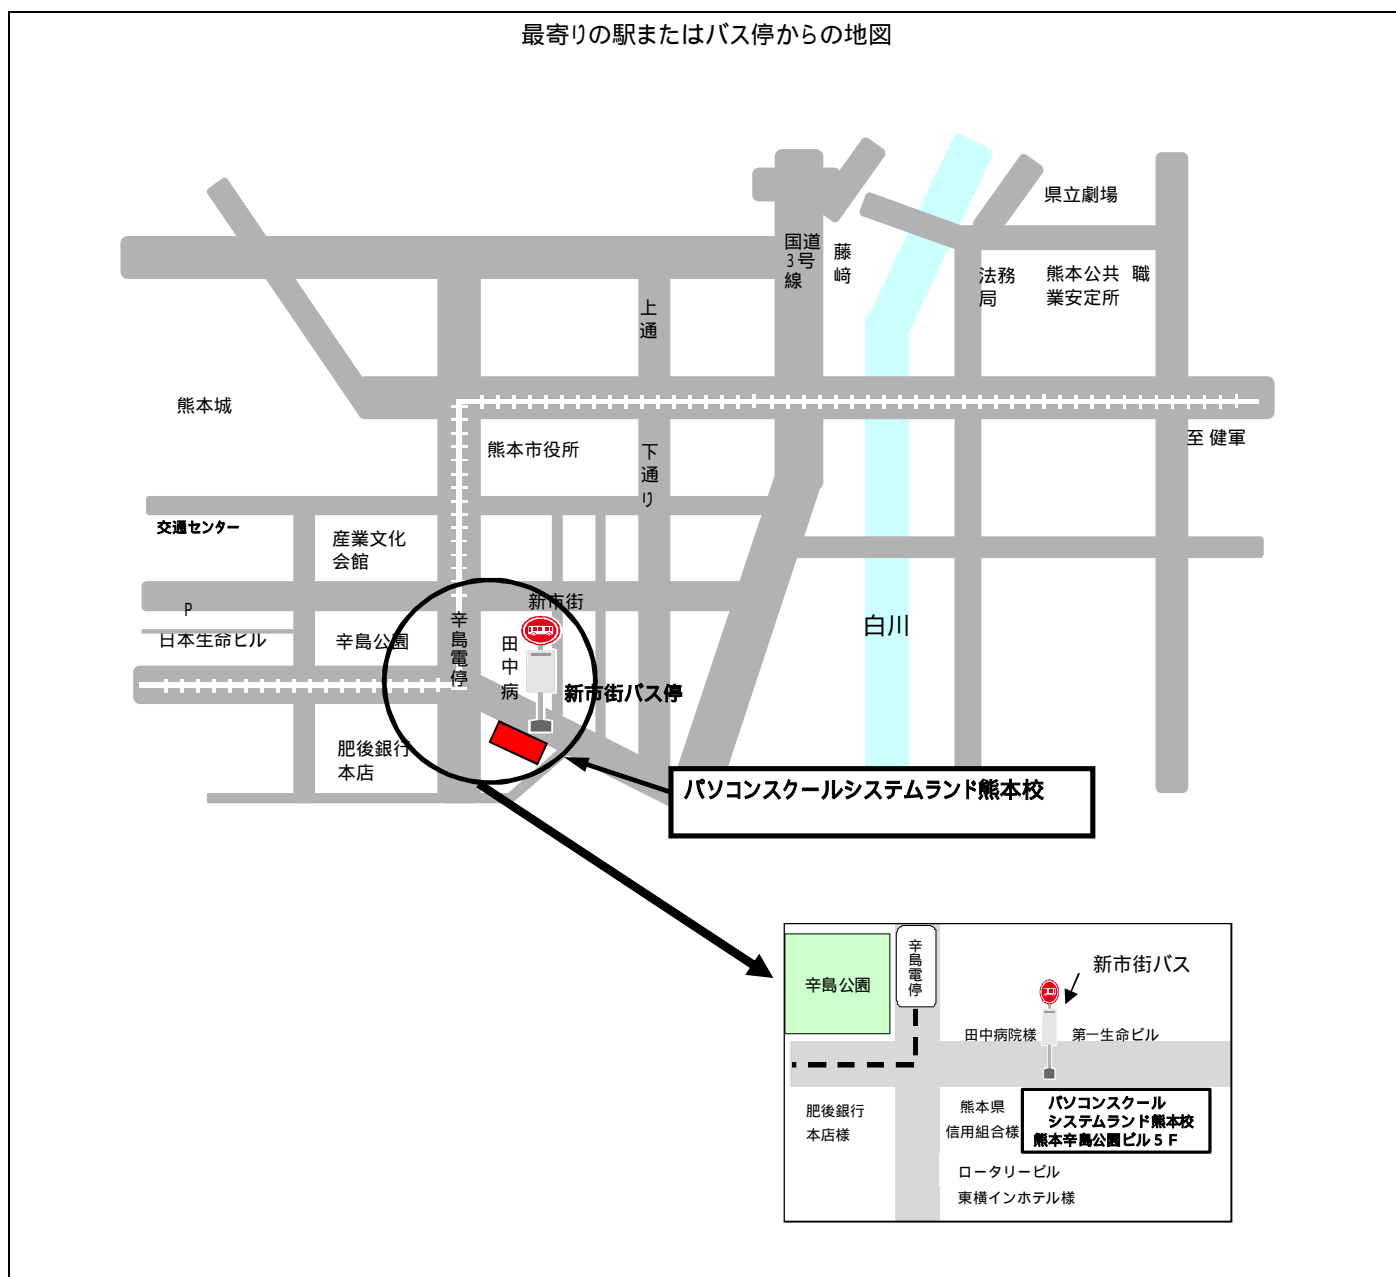 最寄りの駅またはバス停からの地図
県立劇場
国道
3号
線
藤
崎
法務
局
熊本公共 職
業安定所
上
通
熊本城
熊本市役所
下
通
り
至 健軍
交通センター
産業文化
会館
P
新市街
日本生命ビル
辛島公園
辛
島
電
停
田
中
病
白川
新市街バス停
肥後銀行
本店
パソコンスクールシステムランド熊本校
辛
島
電
停
辛島公園
新市街バス
田中病院様
第一生命ビル
肥後銀行
本店様
熊本県
信用組合様
パソコンスクール
システムランド熊本校
熊本辛島公園ビル5F
ロータリービル
東横インホテル様